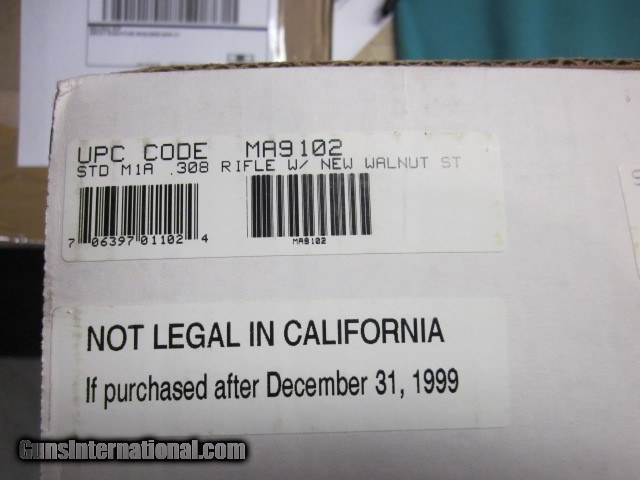 UPC CODE MA9102
STD M1A .308 RIFLE W/ NEW WALNUT ST
7 06397 01102 4
MA9102
NOT LEGAL IN CALIFORNIA
If purchased after December 31, 1999
GunsInternational.com